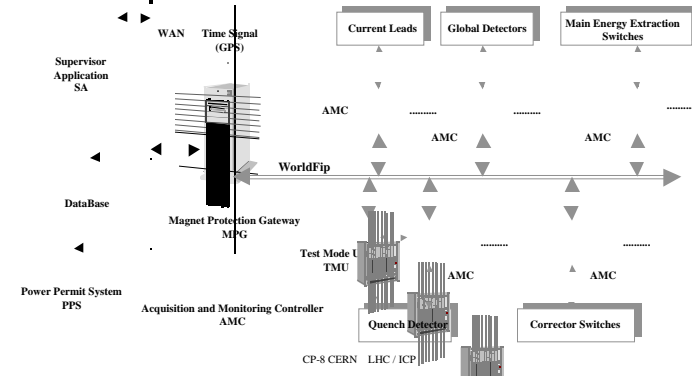 WAN
Time Signal
(GPS)
Current Leads
Global Detectors
Main Energy Extraction
Switches
Supervisor
Application
SA
AMC
..........
..........
..........
AMC
AMC
WorldFip
DataBase
Magnet Protection Gateway
MPG
Test Mode U
TMU
..........
..........
AMC
AMC
Power Permit System
PPS
Acquisition and Monitoring Controller
AMC
Quench Detector
Corrector Switches
CP-8 CERN LHC / ICP